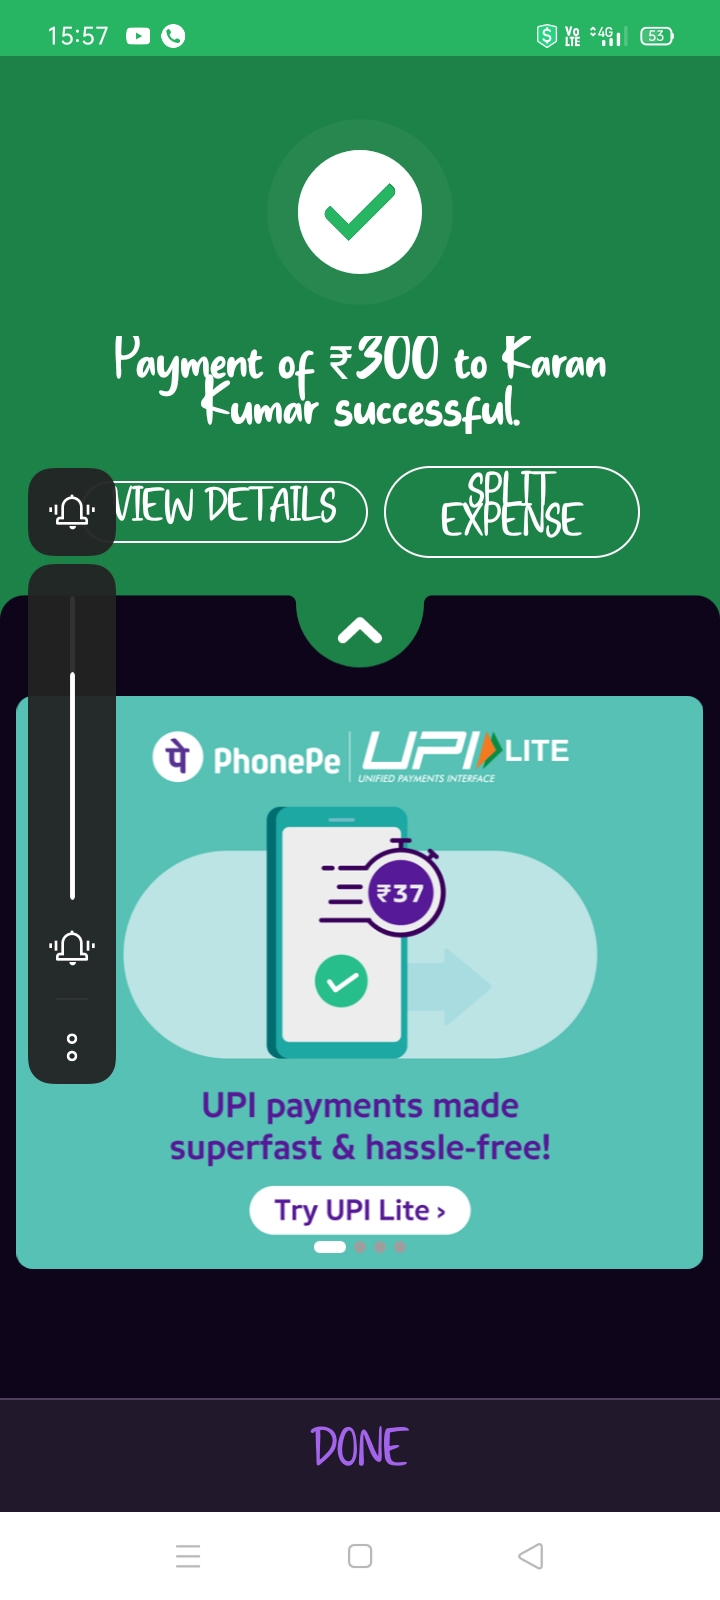 15:57
Vo
LTE
4G
53
Payment of ₹300 to Karan
Kumar successful.
VIEW DETAILS
SPLIT
EXPENSE
पे PhonePe
UPI LITE
UNIFIED PAYMENTS INTERFACE
₹37
UPI payments made
superfast & hassle-free!
Try UPI Lite ›
DONE